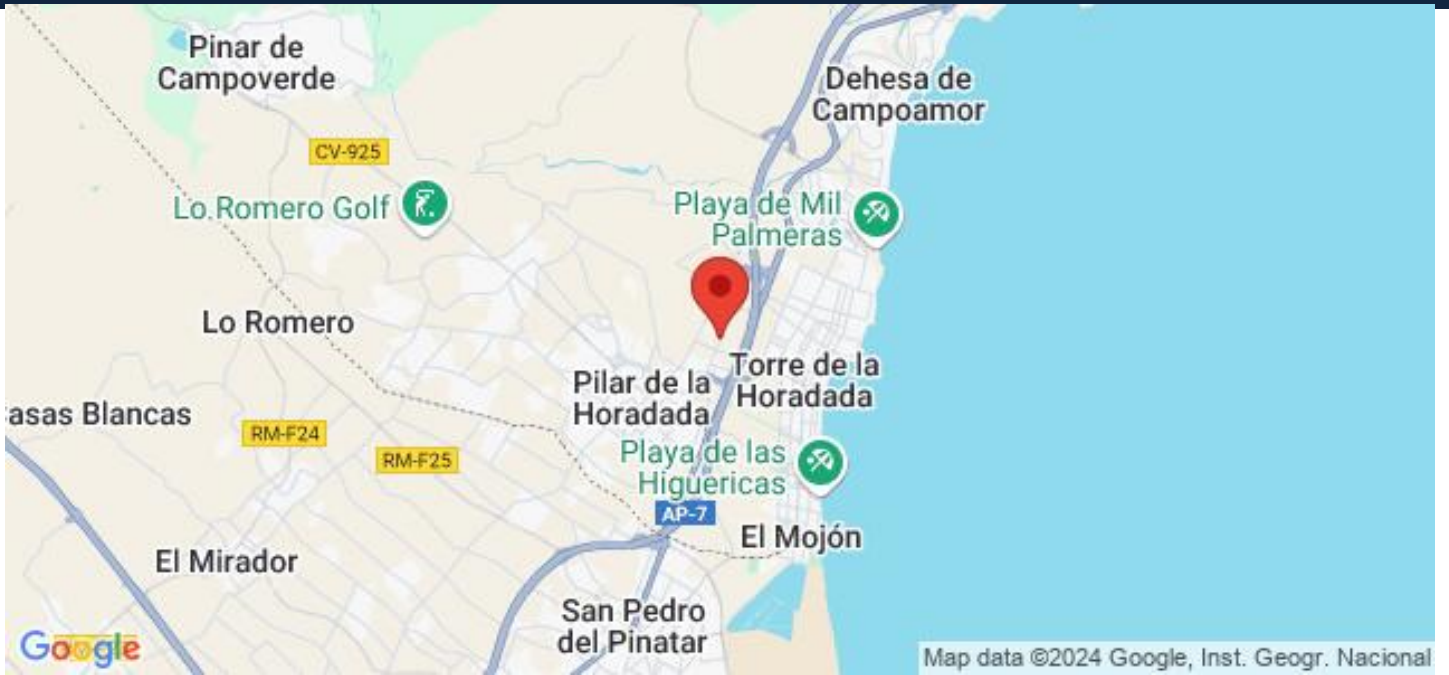 Pinar de
Campoverde
Dehesa de
Campoamor
CV-925
Lo Romero Golf
Playa de Mil
Palmeras
Lo Romero
Torre de la
Horadada
Pilar de la
Horadada
asas Blancas
RM-F24
RM-F25
Playa de las
Higuericas
AP-7
El Mojón
El Mirador
San Pedro
del Pinatar
Google
Map data ©2024 Google, Inst. Geogr. Nacional